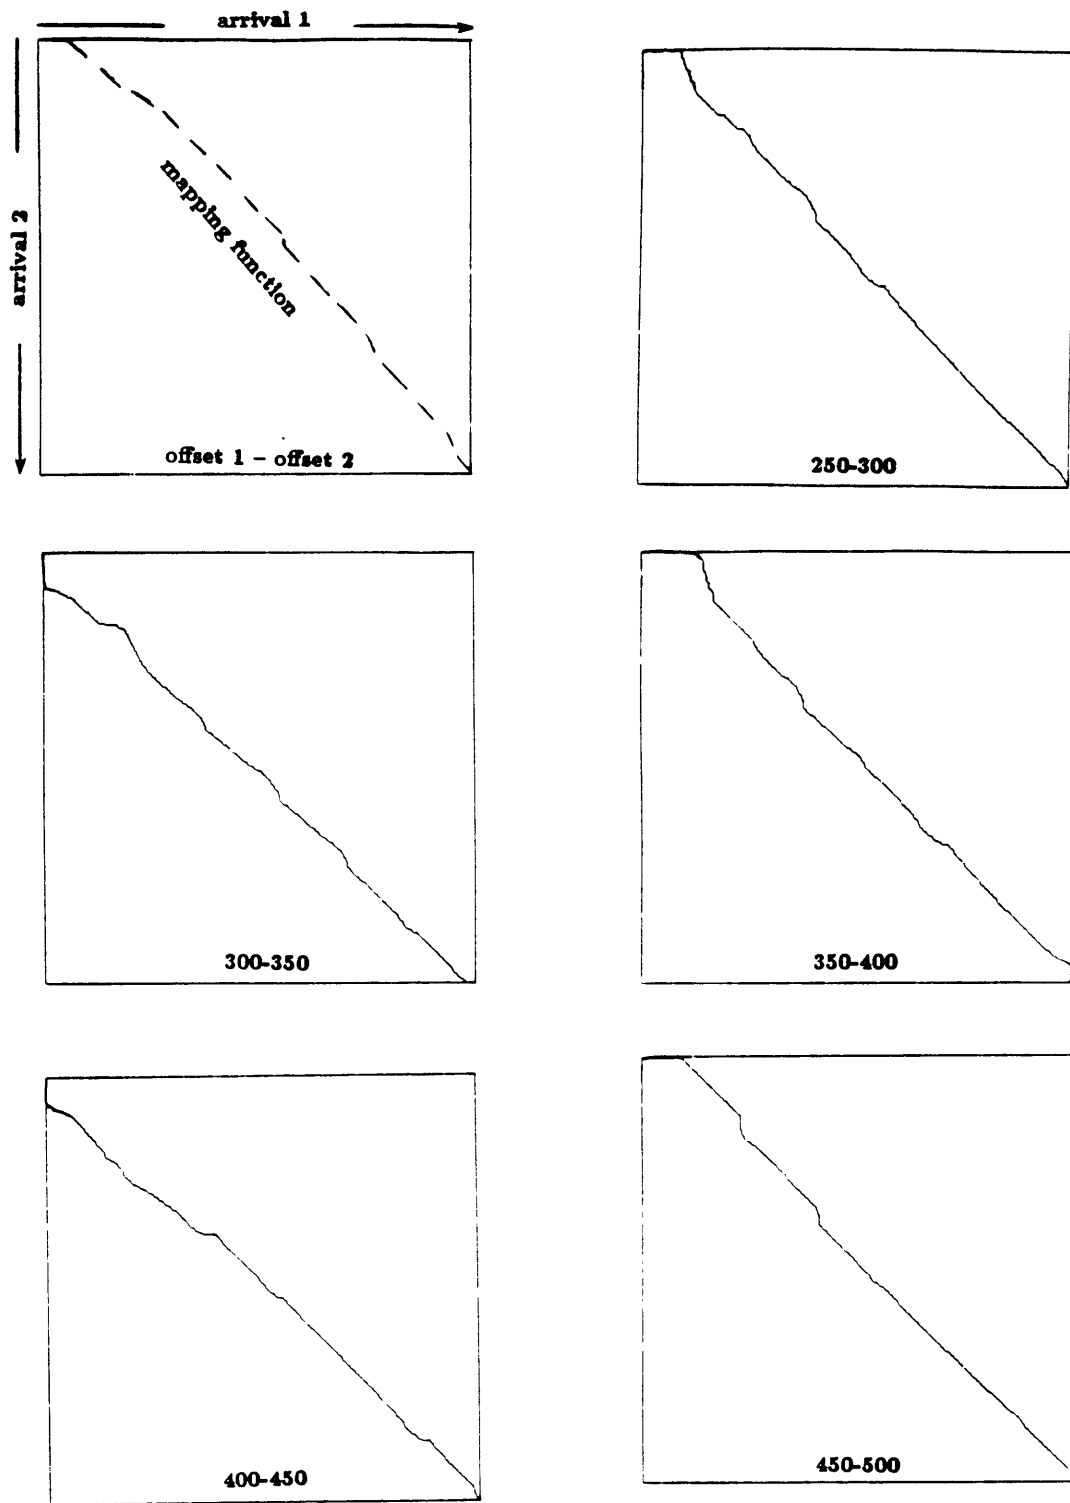 arrival 1
arrival 2
mapping function
offset 1 - offset 2
250-300
300-350
350-400
400-450
450-500